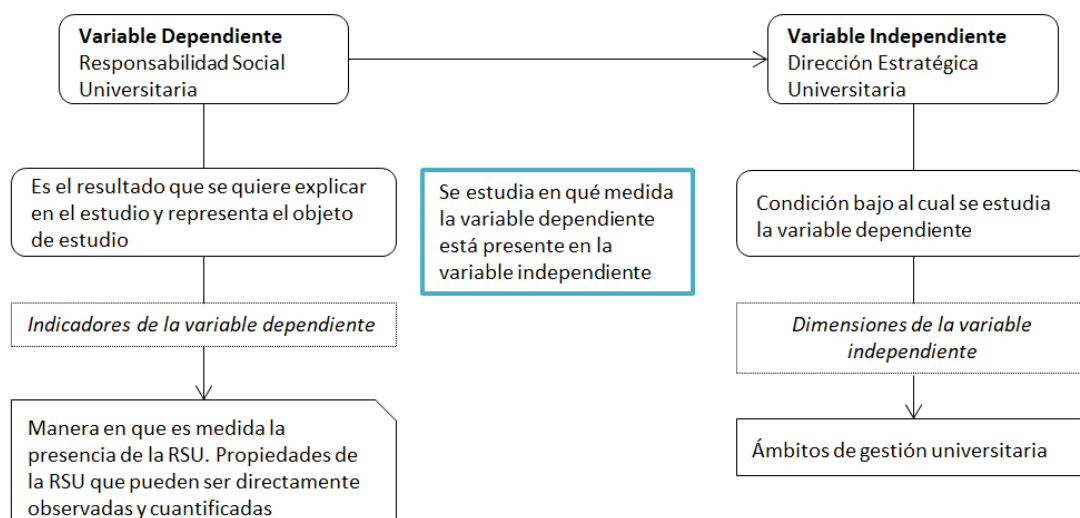 Variable Dependiente
Responsabilidad Social
Universitaria
Variable Independiente
Dirección Estratégica
Universitaria
Es el resultado que se quiere explicar
en el estudio y representa el objeto
de estudio
Se estudia en qué medida
la variable dependiente
está presente en la
variable independiente
Condición bajo al cual se estudia
la variable dependiente
Indicadores de la variable dependiente
Dimensiones de la variable
independiente
Manera en que es medida la
presencia de la RSU. Propiedades de
la RSU que pueden ser directamente
observadas y cuantificadas
Ámbitos de gestión universitaria